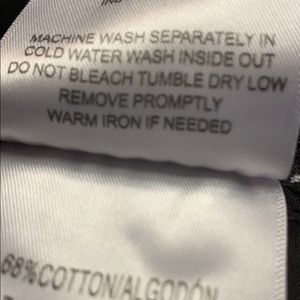 MACHINE WASH SEPARATELY IN
COLD WATER WASH INSIDE OUT
DO NOT BLEACH TUMBLE DRY LOW
REMOVE PROMPTLY
WARM IRON IF NEEDED
68%COTTON/ALGODÓN